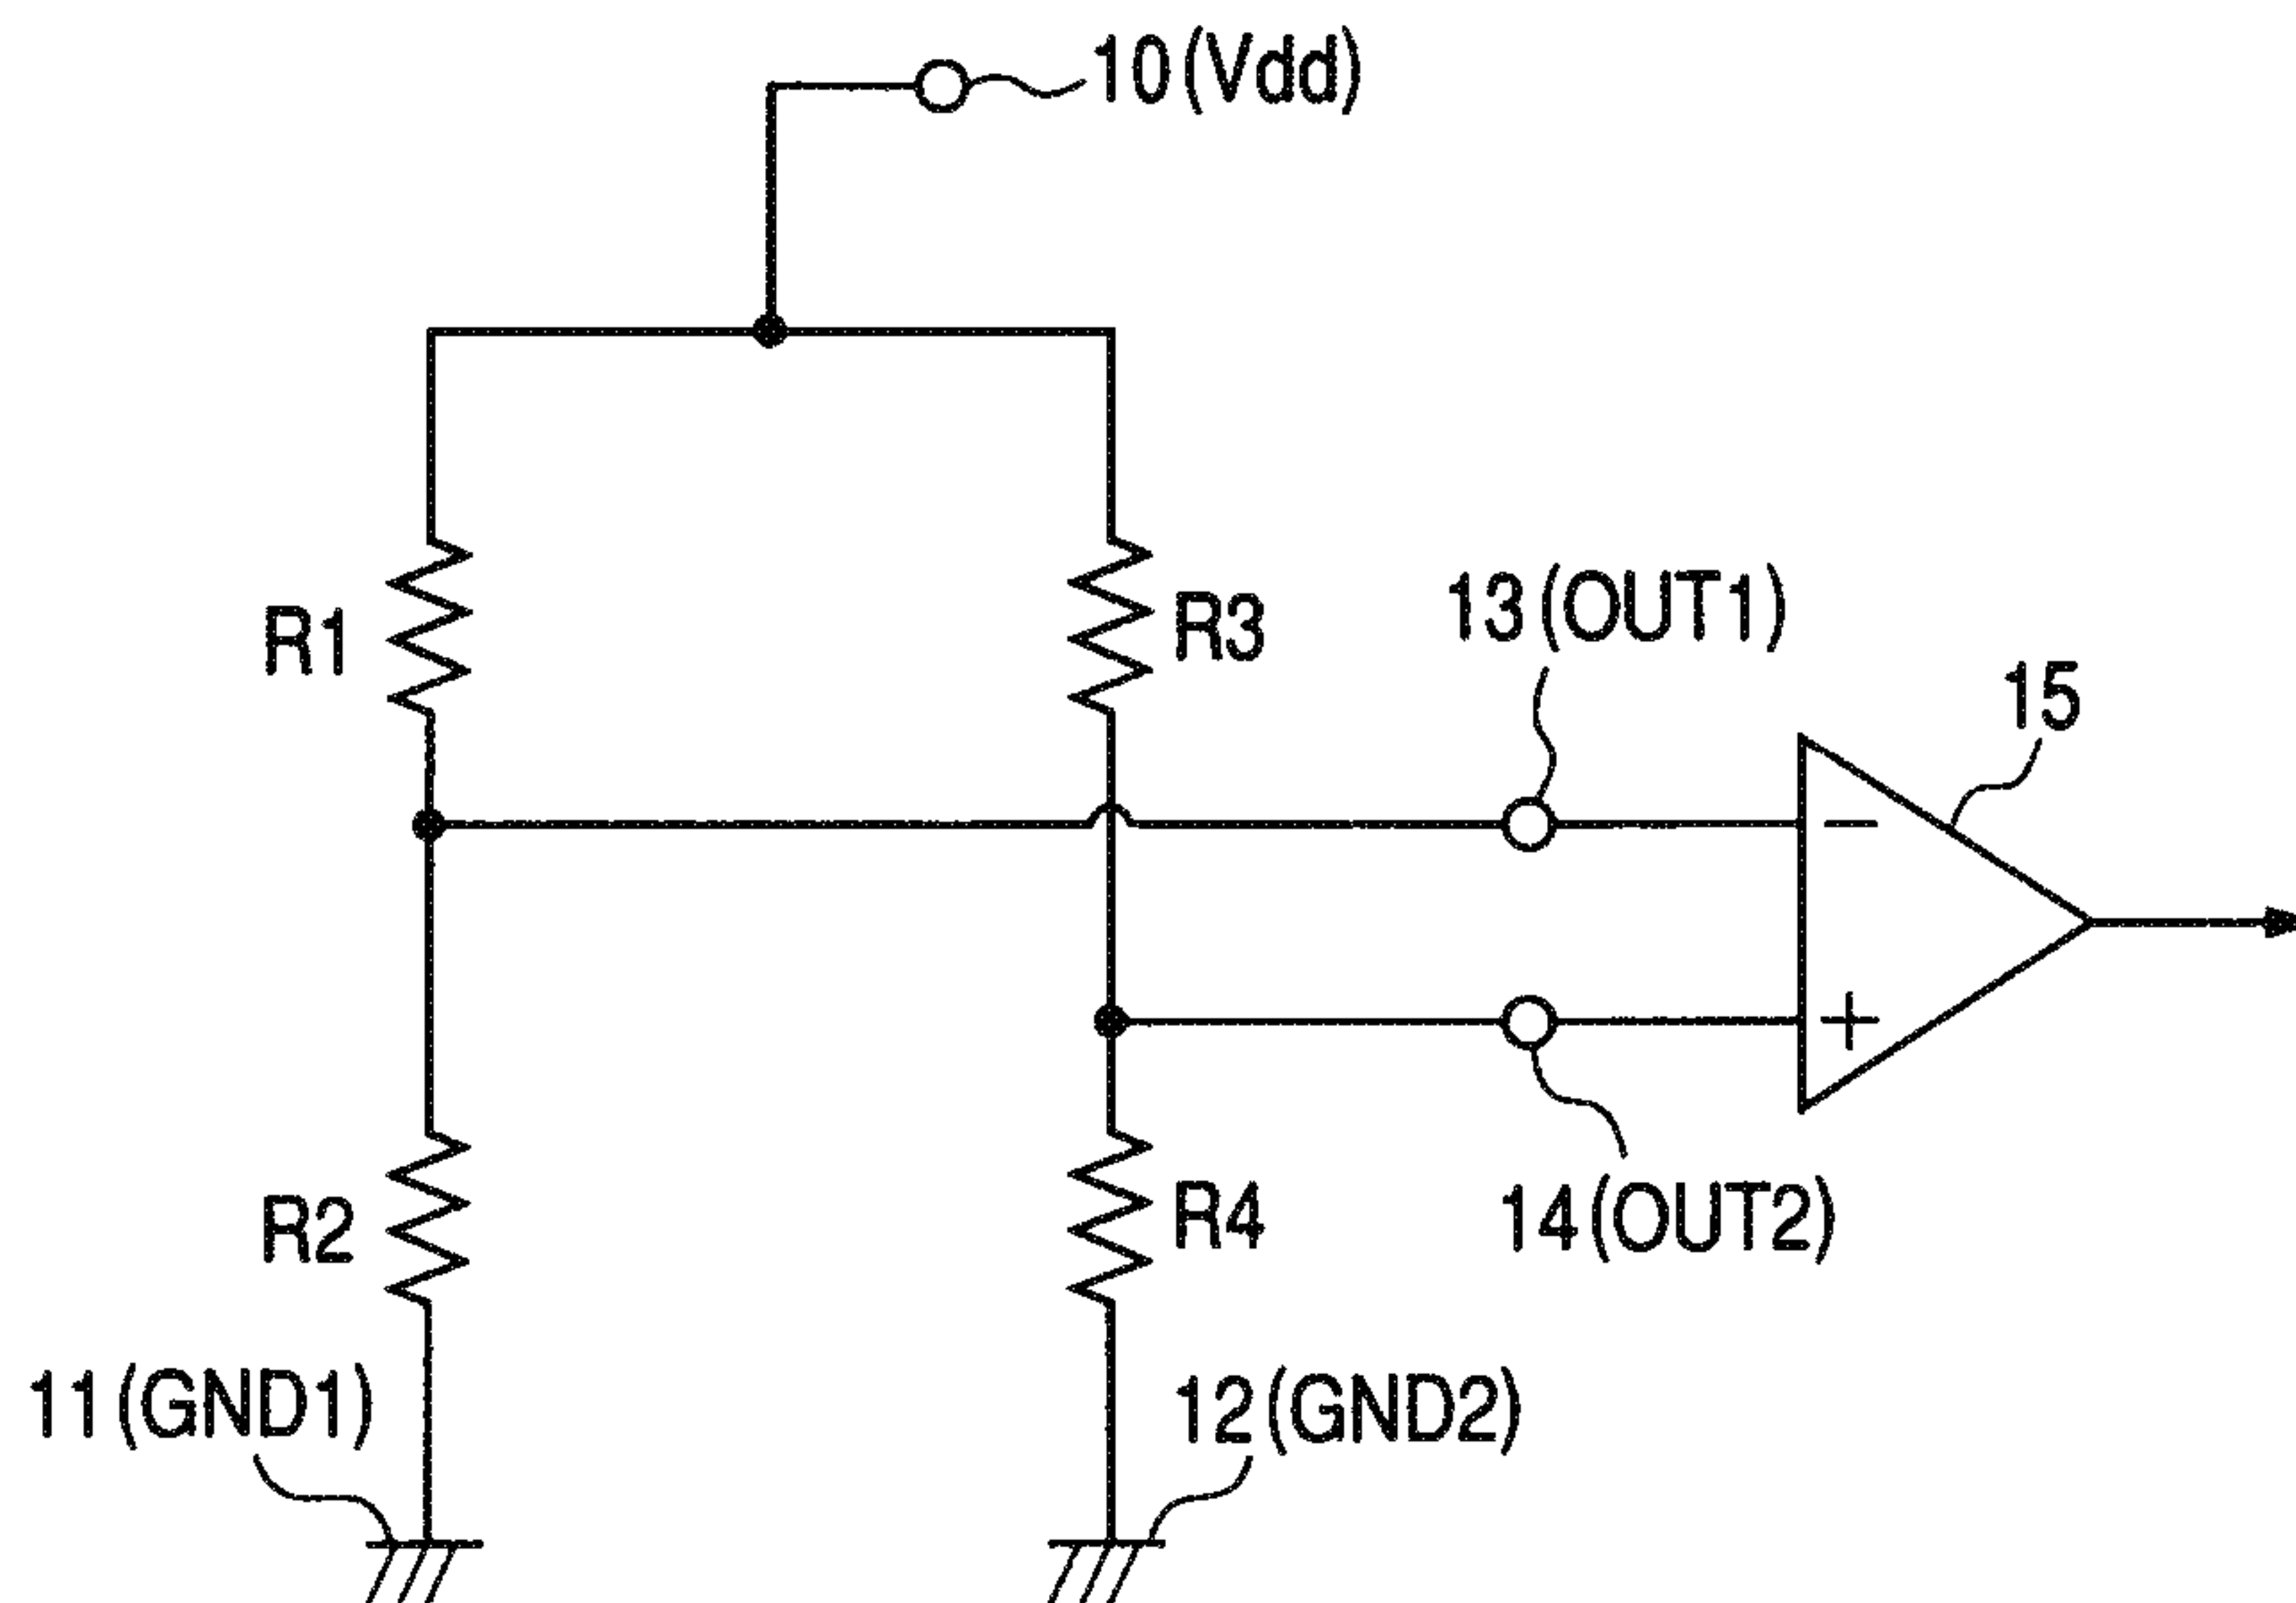 10(Vdd)
R1
R3
13(OUT1)
15
−
+
R2
R4
14(OUT2)
11(GND1)
12(GND2)